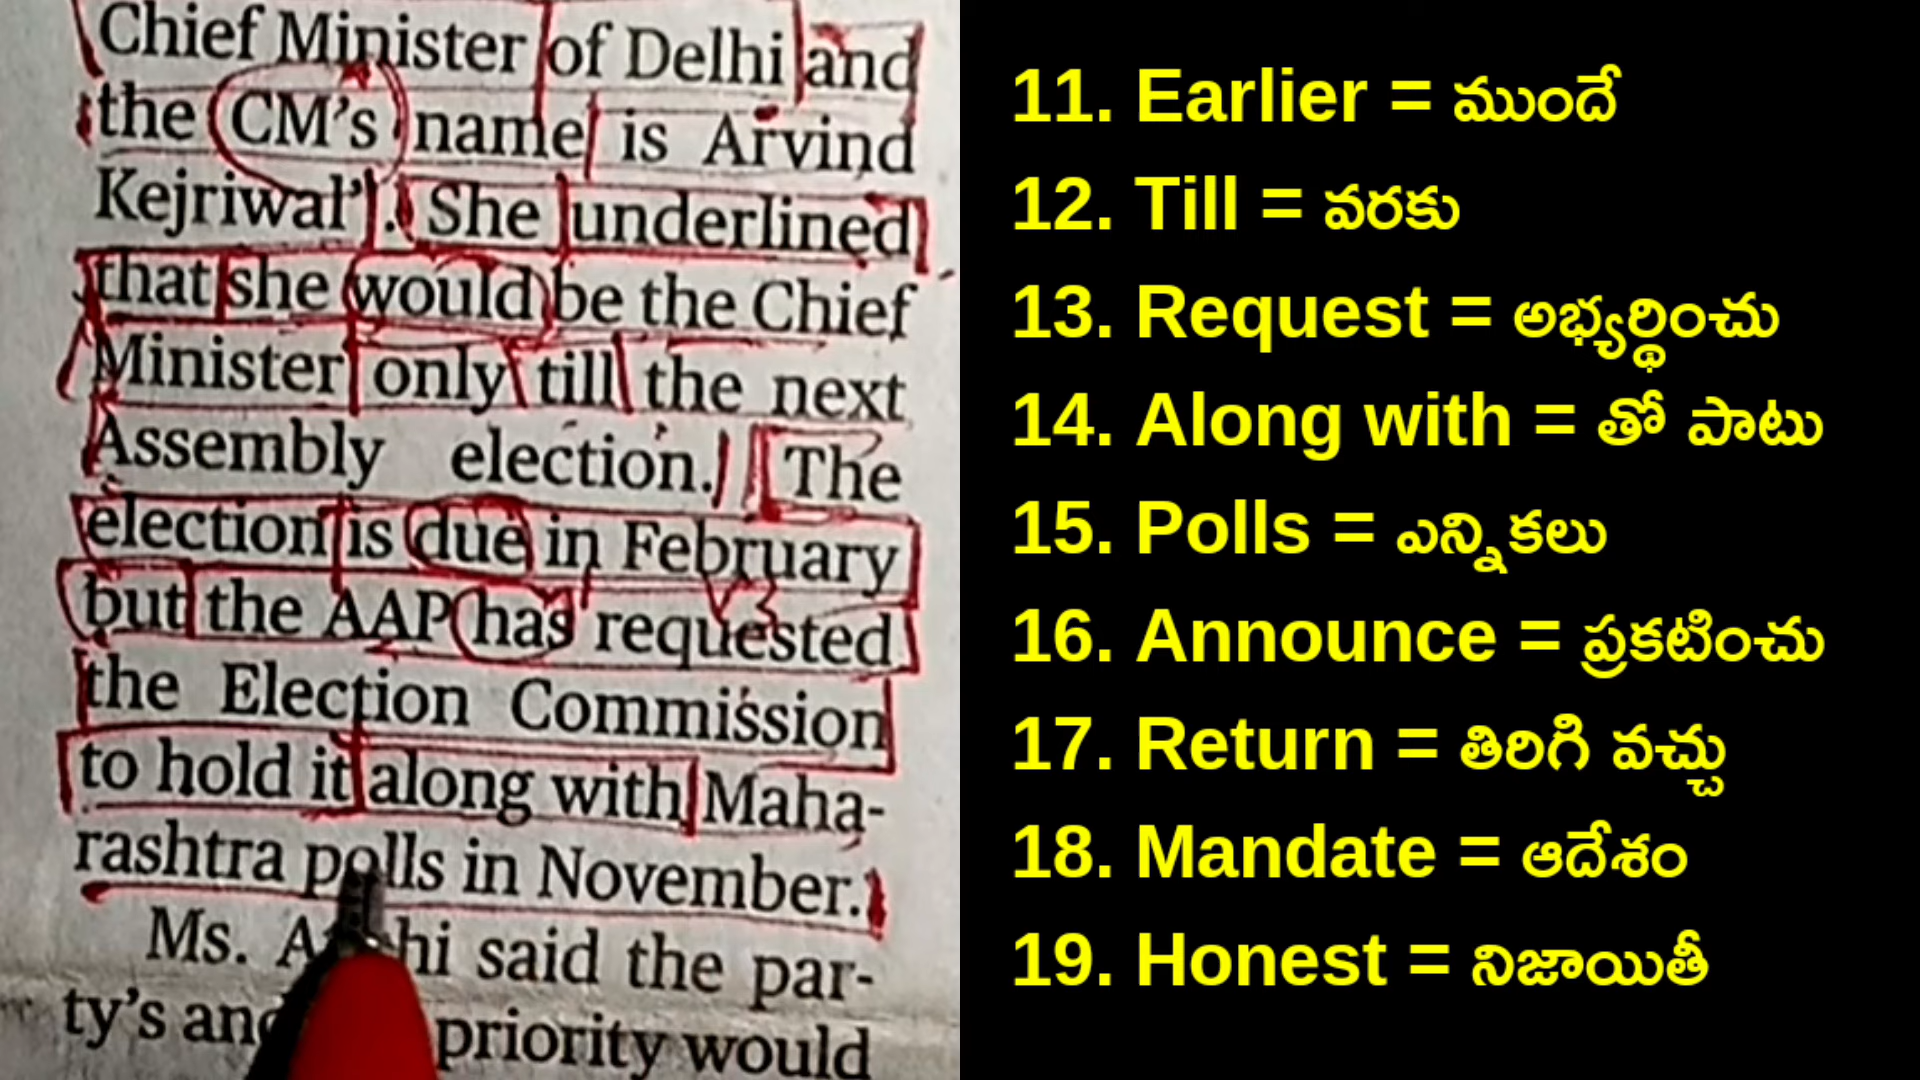 Chief Minister of Delhi and
the CM's name is Arvind
Kejriwal'. She underlined
that she would be the Chief
Minister only till the next
Assembly election. The
election is due in February
but the AAP has requested
the Election Commission
to hold it along with Maha-
rashtra polls in November.
Ms. said the par-
ty's priority would
11. Earlier = ముందే
12. Till = వరకు
13. Request = అభ్యర్థించు
14. Along with = తో పాటు
15. Polls = ఎన్నికలు
16. Announce = ప్రకటించు
17. Return = తిరిగి వచ్చు
18. Mandate = ఆదేశం
19. Honest = నిజాయితీ